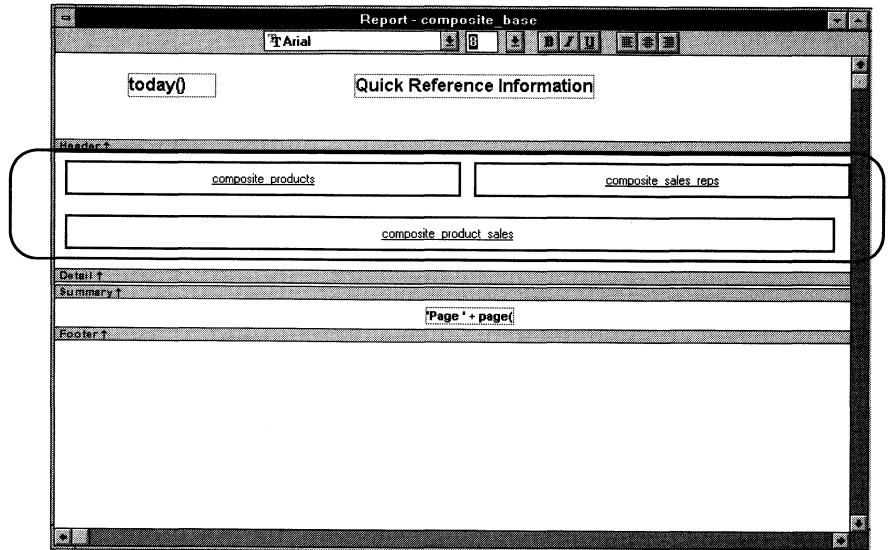 Report - composite_base
Arial 8 B I U
today() Quick Reference Information
Header ↑
composite_products composite_sales_reps
composite_product_sales
Detail ↑
Summary ↑
'Page ' + page(
Footer ↑